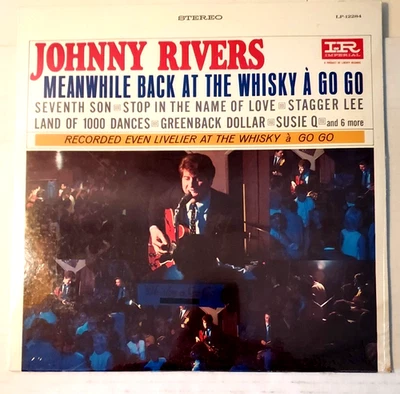 STEREO
LP-12284
JOHNNY RIVERS
IR
IMPERIAL
MEANWHILE BACK AT THE WHISKY À GO GO
SEVENTH SON STOP IN THE NAME OF LOVE STAGGER LEE
LAND OF 1000 DANCES GREENBACK DOLLAR SUSIE Q and 6 more
RECORDED EVEN LIVELIER AT THE WHISKY à GO GO